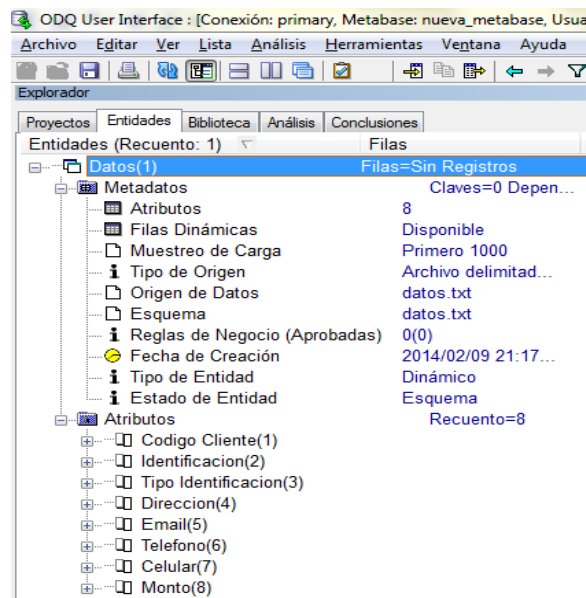 ODQ User Interface : [Conexión: primary, Metabase: nueva_metabase, Usua
Archivo Editar Ver Lista Análisis Herramientas Ventana Ayuda
Explorador
Proyectos Entidades Biblioteca Análisis Conclusiones
Entidades (Recuento: 1) Filas
Datos(1) Filas=Sin Registros
Metadatos Claves=0 Depen...
Atributos 8
Filas Dinámicas Disponible
Muestreo de Carga Primero 1000
Tipo de Origen Archivo delimitad...
Origen de Datos datos.txt
Esquema datos.txt
Reglas de Negocio (Aprobadas) 0(0)
Fecha de Creación 2014/02/09 21:17...
Tipo de Entidad Dinámico
Estado de Entidad Esquema
Atributos Recuento=8
Codigo Cliente(1)
Identificacion(2)
Tipo Identificacion(3)
Direccion(4)
Email(5)
Telefono(6)
Celular(7)
Monto(8)